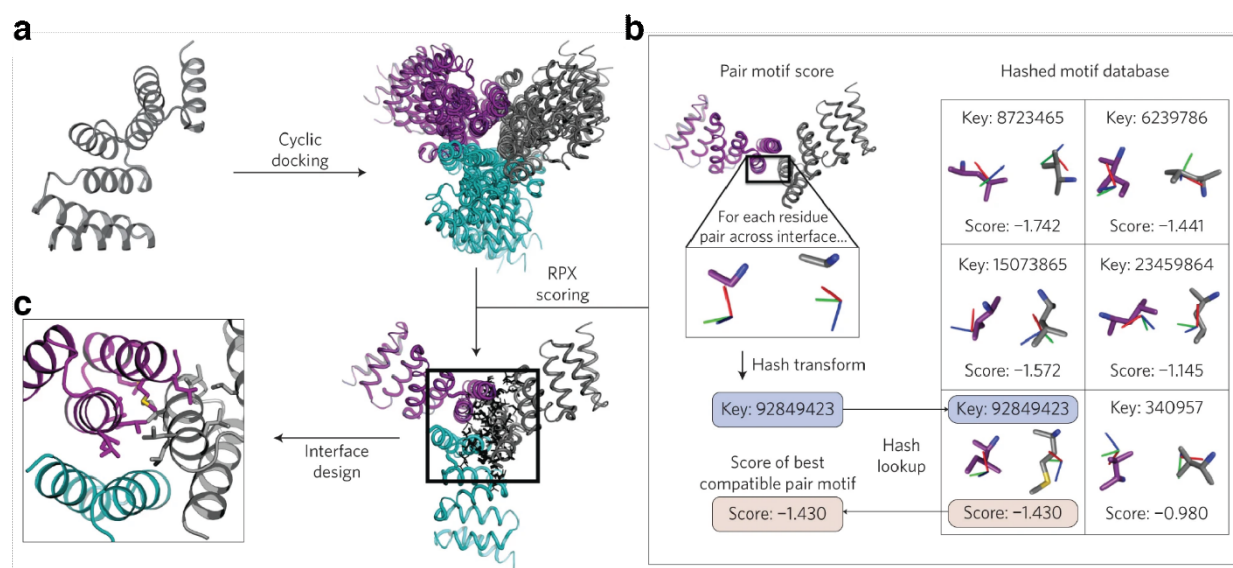 a
Cyclic
docking
RPX
scoring
c
Interface
design
b
Pair motif score
For each residue
pair across interface...
Hash transform
Key: 92849423
Score of best
compatible pair motif
Score: −1.430
Hash
lookup
Hashed motif database
Key: 8723465
Score: −1.742
Key: 6239786
Score: −1.441
Key: 15073865
Score: −1.572
Key: 23459864
Score: −1.145
Key: 92849423
Score: −1.430
Key: 340957
Score: −0.980